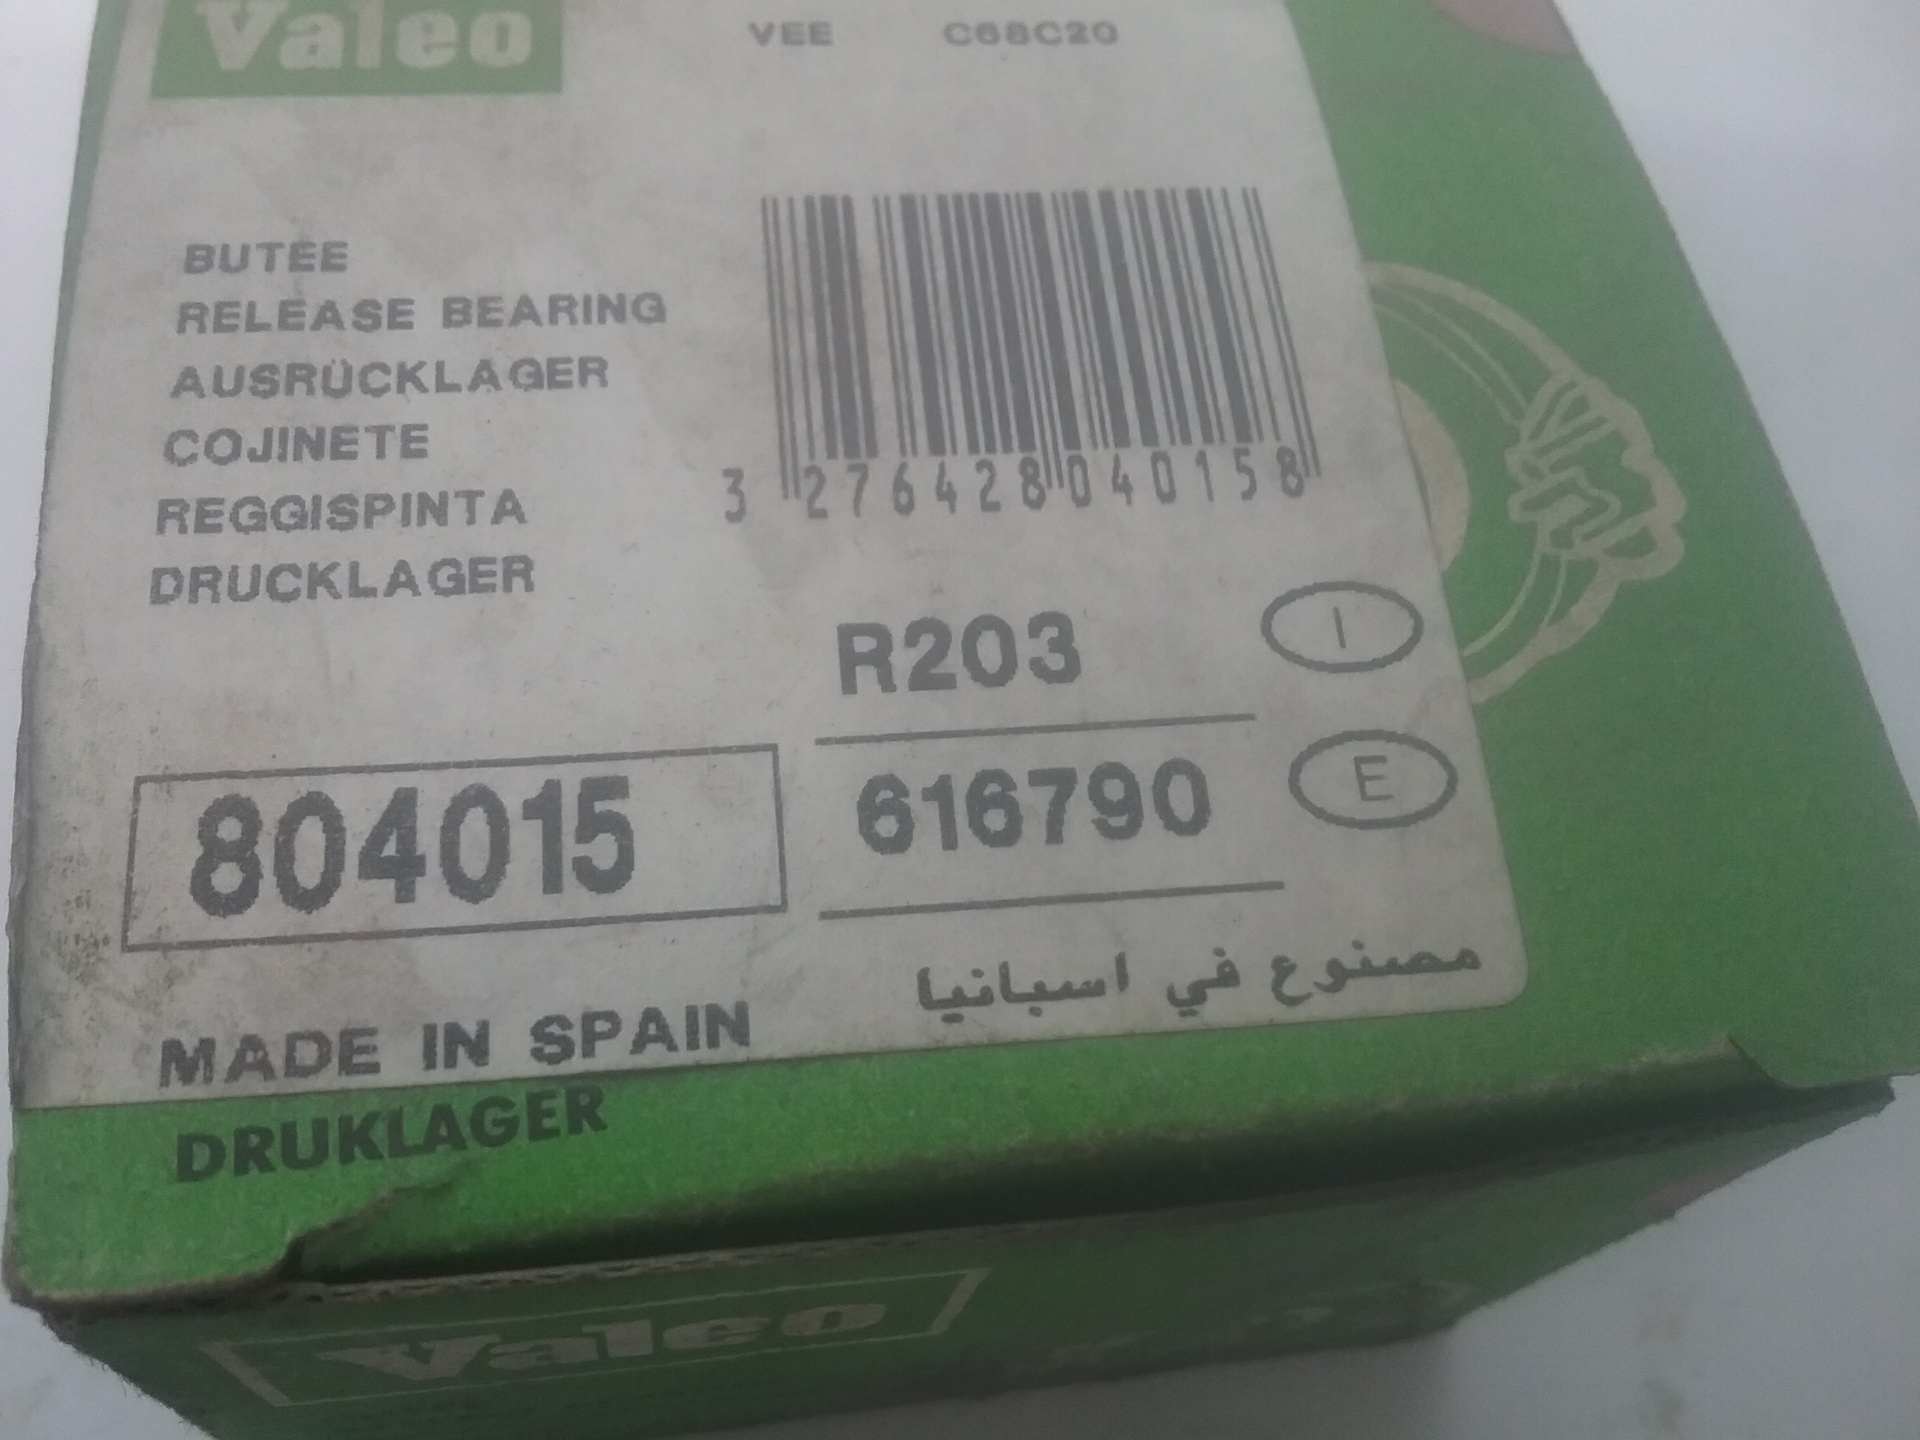 Valeo
VEE C68C20
BUTEE
RELEASE BEARING
AUSRÜCKLAGER
COJINETE
REGGISPINTA
DRUCKLAGER
3 276428 040158
R203 I
804015
616790 E
مصنوع في اسبانيا
MADE IN SPAIN
DRUKLAGER
Valeo